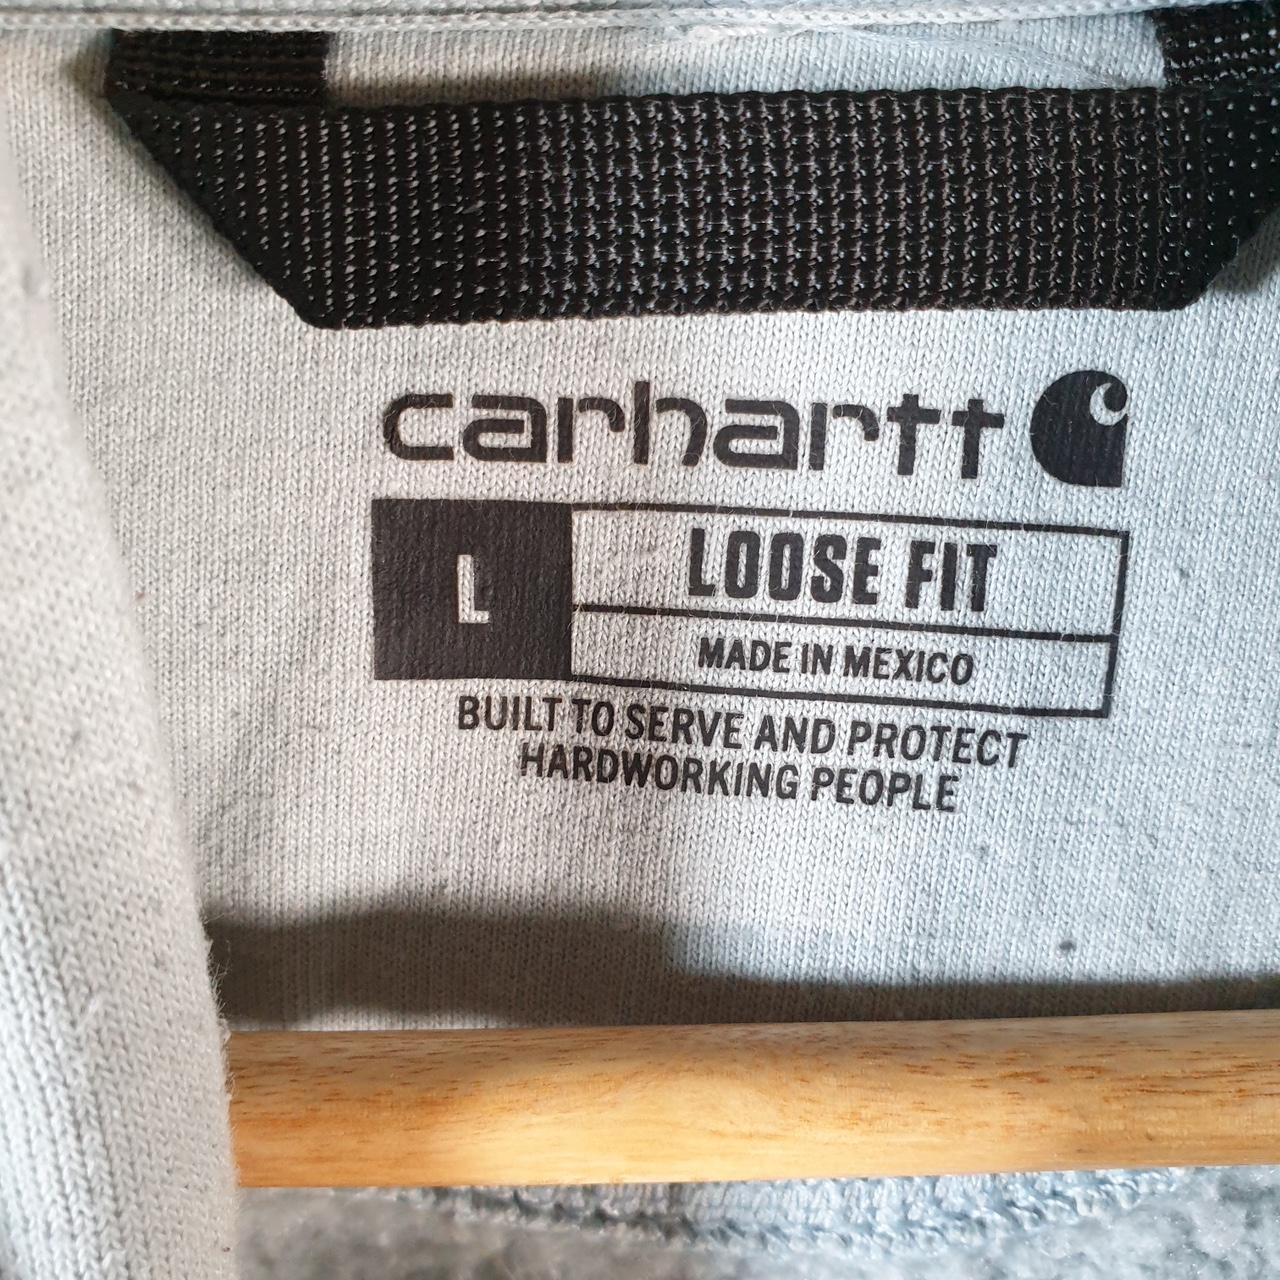 carhartt
L
LOOSE FIT
MADE IN MEXICO
BUILT TO SERVE AND PROTECT
HARDWORKING PEOPLE